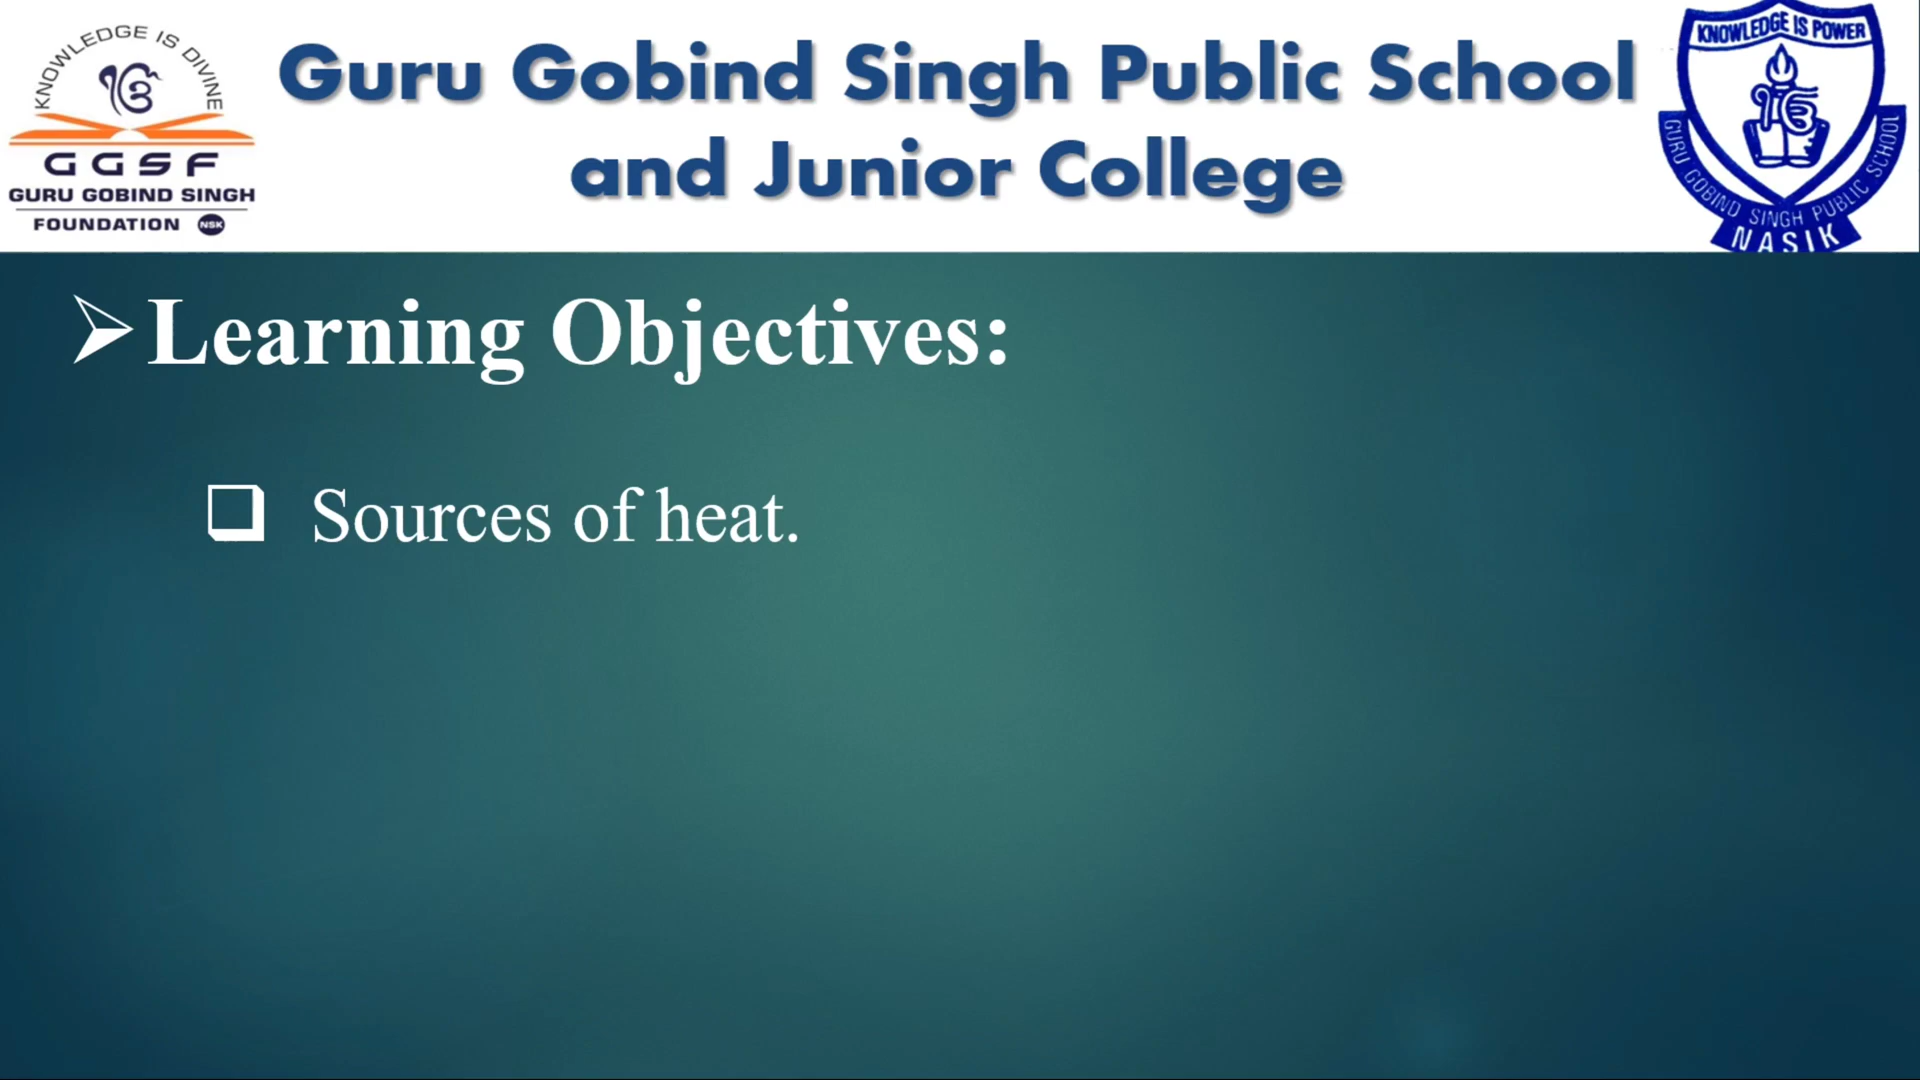 KNOWLEDGE IS DIVINE
GGSF
GURU GOBIND SINGH
FOUNDATION NSK
Guru Gobind Singh Public School
and Junior College
KNOWLEDGE IS POWER
GURU GOBIND SINGH PUBLIC SCHOOL
NASIK
Learning Objectives:
Sources of heat.